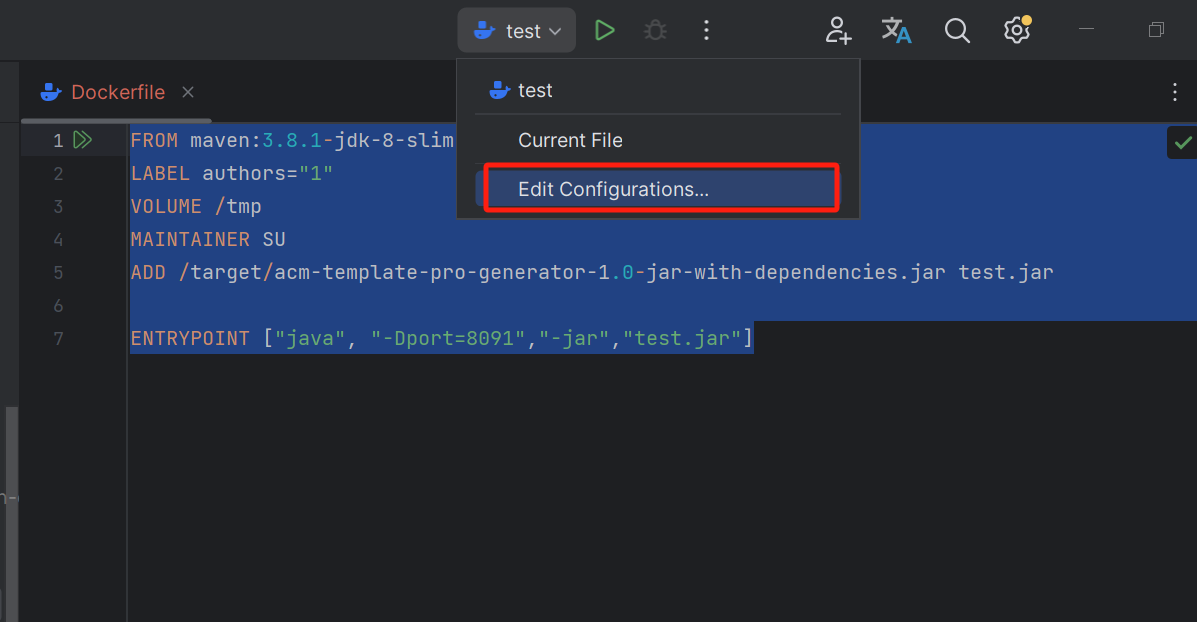 test
Dockerfile
test
Current File
Edit Configurations...
1 FROM maven:3.8.1-jdk-8-slim
2 LABEL authors="1"
3 VOLUME /tmp
4 MAINTAINER SU
5 ADD /target/acm-template-pro-generator-1.0-jar-with-dependencies.jar test.jar
6
7 ENTRYPOINT ["java", "-Dport=8091","-jar","test.jar"]